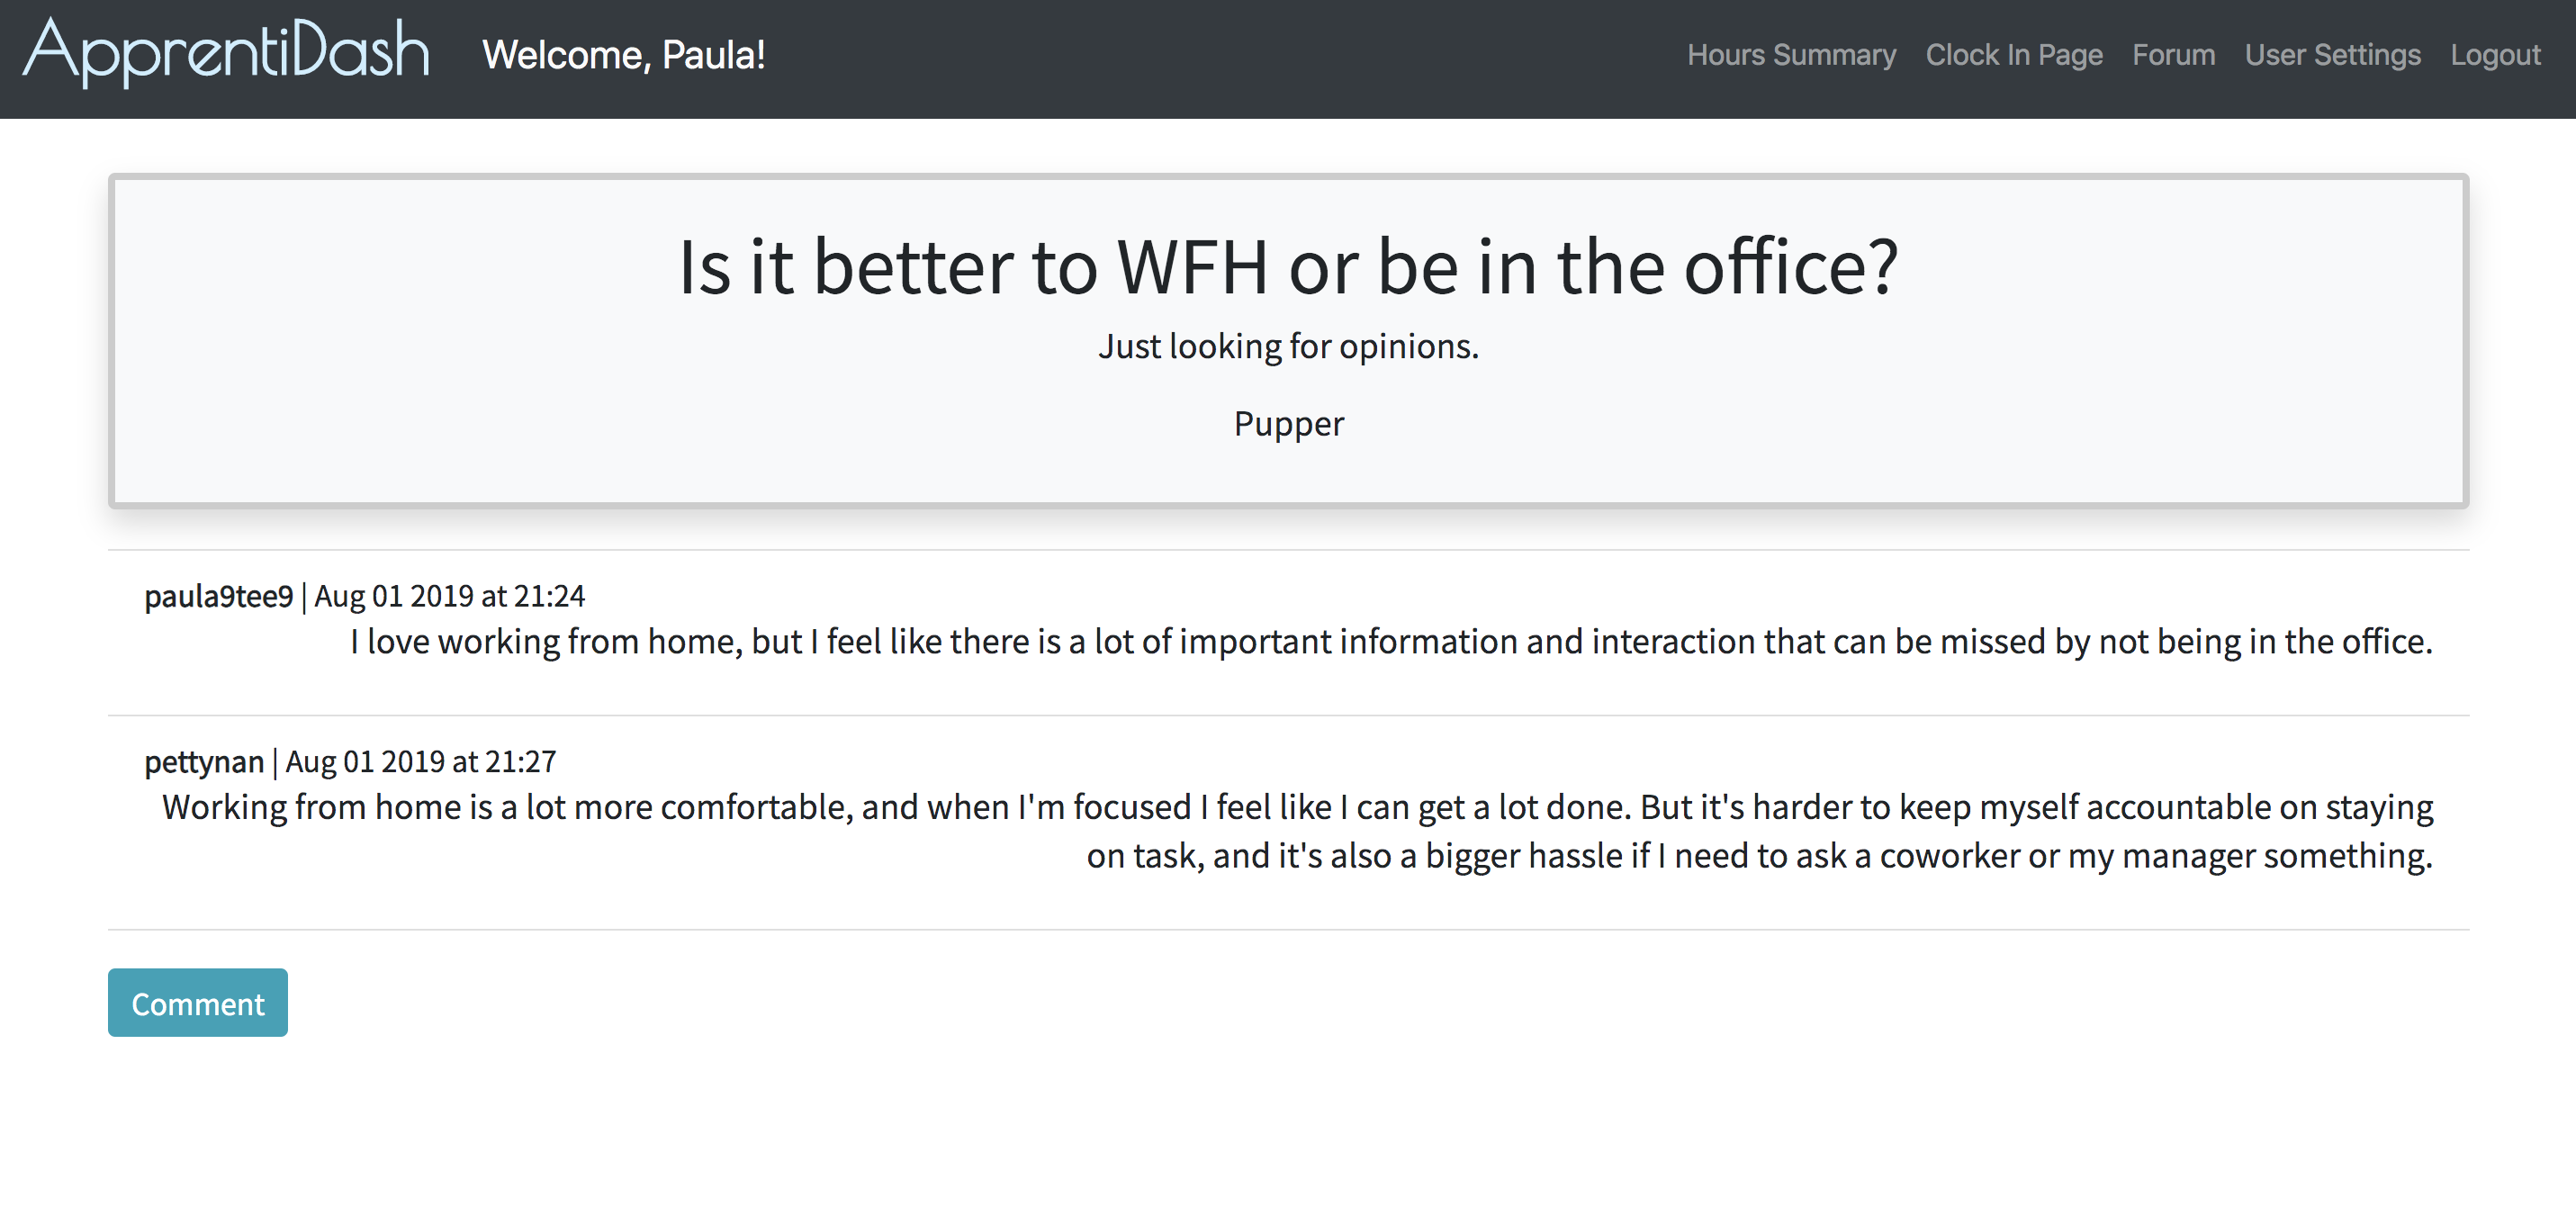 ApprentiDash Welcome, Paula! Hours Summary Clock In Page Forum User Settings Logout
Is it better to WFH or be in the office?
Just looking for opinions.
Pupper
paula9tee9 | Aug 01 2019 at 21:24
I love working from home, but I feel like there is a lot of important information and interaction that can be missed by not being in the office.
pettynan | Aug 01 2019 at 21:27
Working from home is a lot more comfortable, and when I'm focused I feel like I can get a lot done. But it's harder to keep myself accountable on staying
on task, and it's also a bigger hassle if I need to ask a coworker or my manager something.
Comment